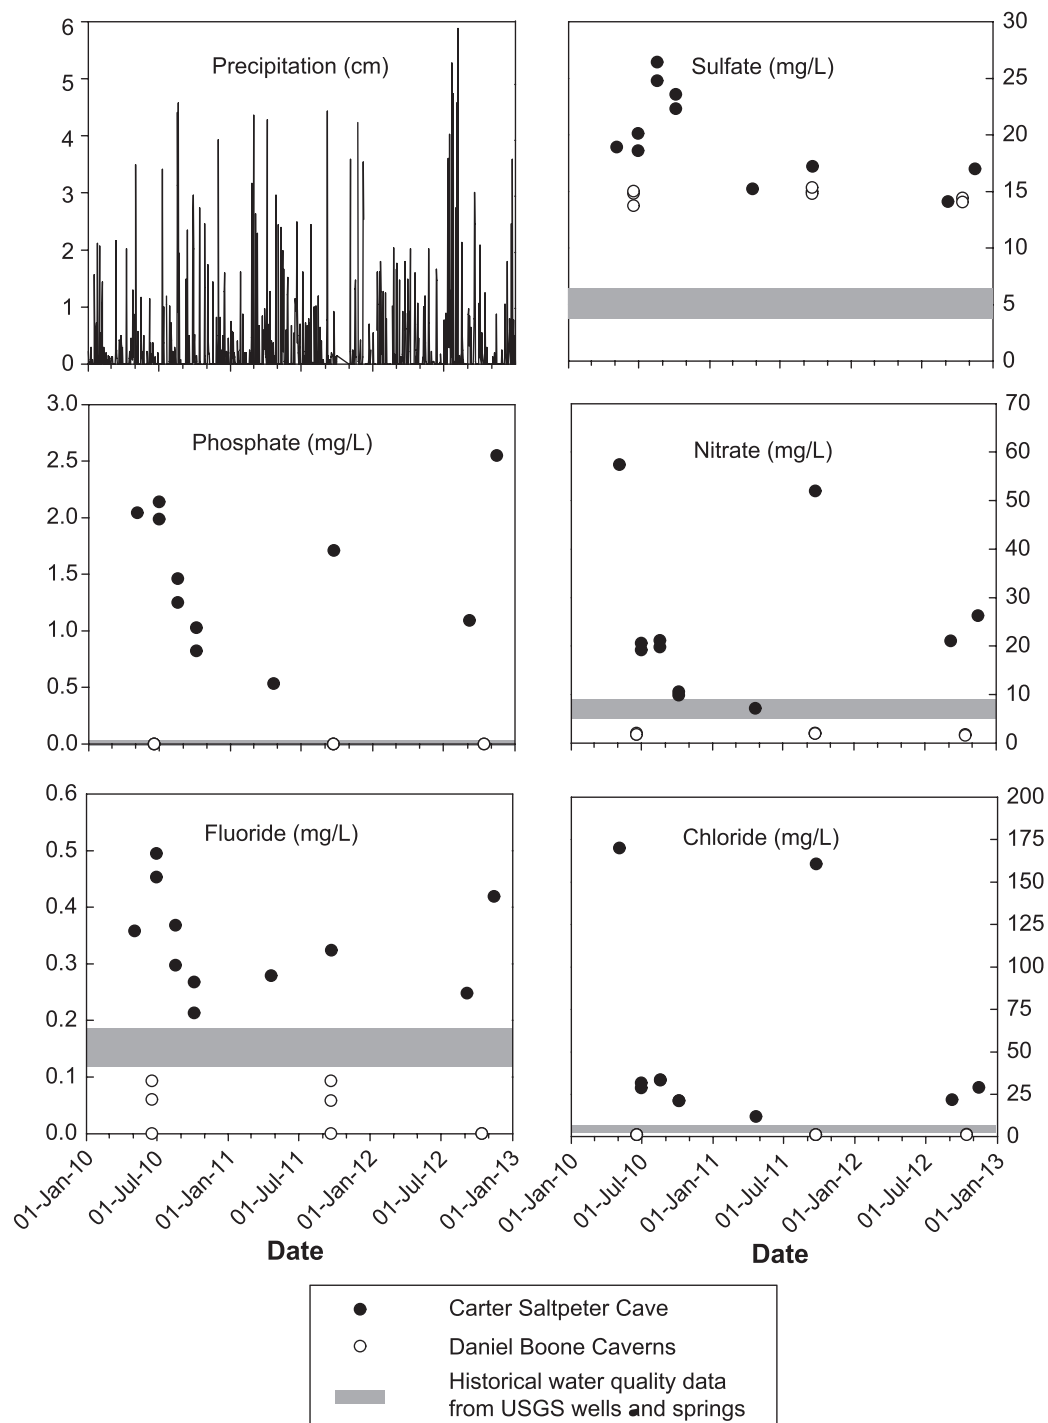 Precipitation (cm)
6
5
4
3
2
1
0
Sulfate (mg/L)
30
25
20
15
10
5
0
Phosphate (mg/L)
3.0
2.5
2.0
1.5
1.0
0.5
0.0
Nitrate (mg/L)
70
60
50
40
30
20
10
0
Fluoride (mg/L)
0.6
0.5
0.4
0.3
0.2
0.1
0.0
01-Jan-10
01-Jul-10
01-Jan-11
01-Jul-11
01-Jan-12
01-Jul-12
01-Jan-13
Date
Chloride (mg/L)
200
175
150
125
100
75
50
25
0
01-Jan-10
01-Jul-10
01-Jan-11
01-Jul-11
01-Jan-12
01-Jul-12
01-Jan-13
Date
Carter Saltpeter Cave
Daniel Boone Caverns
Historical water quality data
from USGS wells and springs